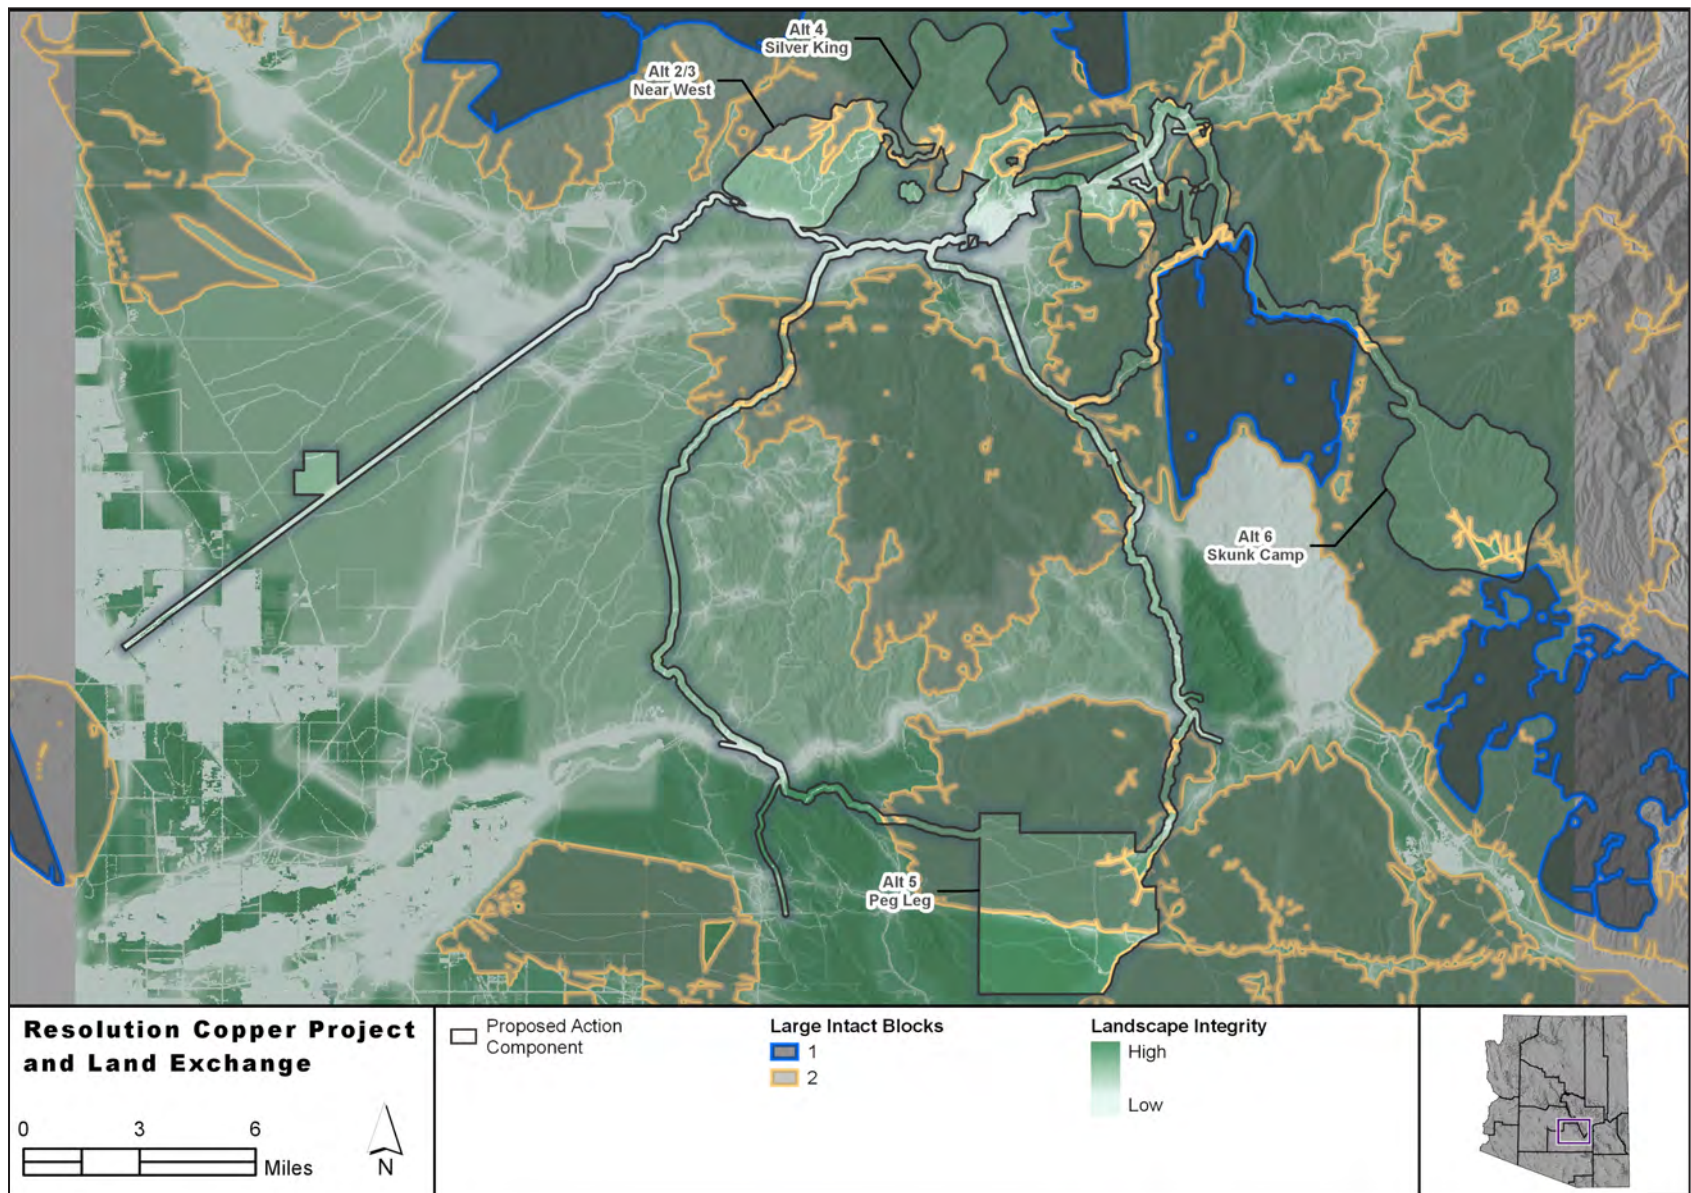 Alt 4
Silver King
Alt 2/3
Near West
Alt 6
Skunk Camp
Alt 5
Peg Leg
Resolution Copper Project
and Land Exchange
0 3 6
Miles
N
Proposed Action
Component
Large Intact Blocks
1
2
Landscape Integrity
High
Low